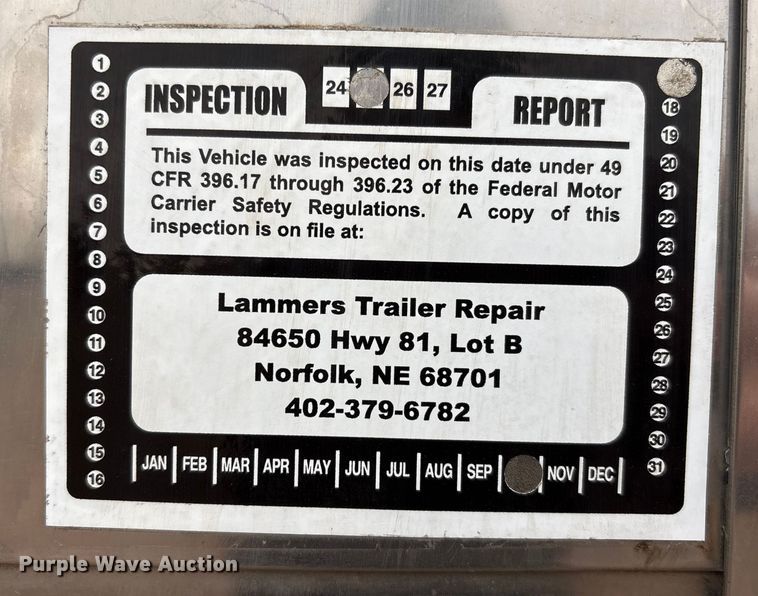 INSPECTION
24 26 27
REPORT
This Vehicle was inspected on this date under 49
CFR 396.17 through 396.23 of the Federal Motor
Carrier Safety Regulations. A copy of this
inspection is on file at:
Lammers Trailer Repair
84650 Hwy 81, Lot B
Norfolk, NE 68701
402-379-6782
1
2
3
4
5
6
7
8
9
10
11
12
13
14
15
16
18
19
20
21
22
23
24
25
26
27
28
29
30
31
JAN FEB MAR APR MAY JUN JUL AUG SEP NOV DEC
Purple Wave Auction